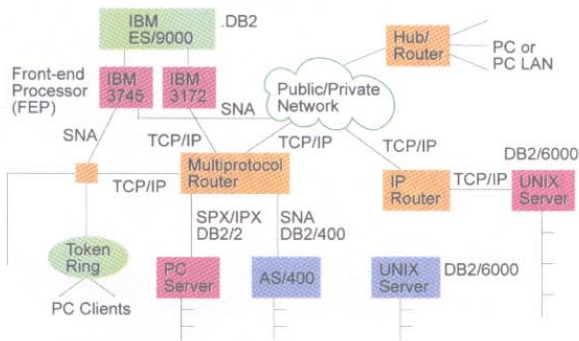 IBM
ES/9000
.DB2
Hub/
Router
PC or
PC LAN
Front-end
Processor
(FEP)
IBM
3745
IBM
3172
SNA
Public/Private
Network
SNA
TCP/IP
TCP/IP
TCP/IP
Multiprotocol
Router
TCP/IP
IP
Router
TCP/IP
DB2/6000
UNIX
Server
SPX/IPX
DB2/2
SNA
DB2/400
Token
Ring
PC
Server
AS/400
UNIX
Server
DB2/6000
PC Clients